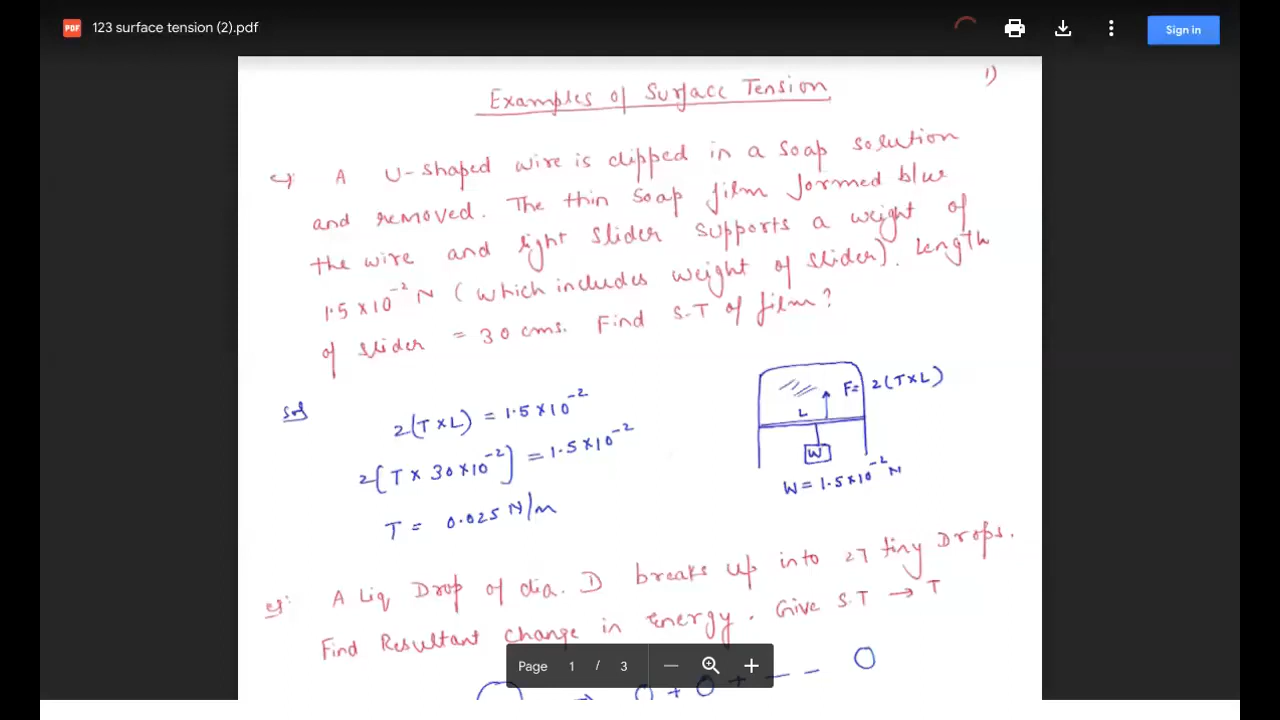 PDF
123 surface tension (2).pdf
Sign in
1)
Examples of Surface Tension
eg A U-shaped wire is dipped in a soap solution
and removed. The thin soap film formed b/w
the wire and light slider supports a weight of
1.5×10⁻² N (which includes weight of slider). Length
of slider = 30 cms. Find S.T of film?
Sol
2(T×L) = 1.5×10⁻²
2(T × 30×10⁻²) = 1.5×10⁻²
T = 0.025 N/m
F= 2(T×L)
L
W
W = 1.5×10⁻² N
eg: A Liq Drop of dia. D breaks up into 27 tiny Drops.
Find Resultant change in Energy. Give S.T → T
Page 1 / 3